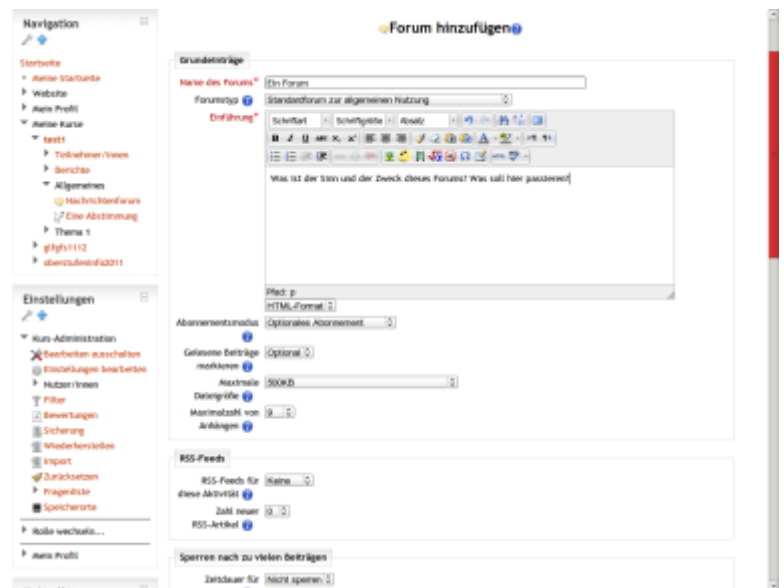 Navigation
Startseite
Meine Startseite
Website
Mein Profil
Meine Kurse
test1
Teilnehmer/innen
Berichte
Allgemeines
Nachrichtenforum
Eine Abstimmung
Thema 1
glfgfs1112
oberstufeninfo2011
Einstellungen
Kurs-Administration
Bearbeiten ausschalten
Einstellungen bearbeiten
Nutzer/innen
Filter
Bewertungen
Sicherung
Wiederherstellen
Import
Zurücksetzen
Fragenliste
Speicherorte
Rolle wechseln...
Mein Profil
Forum hinzufügen
Grundeinträge
Name des Forums* Ein Forum
Forumstyp Standardforum zur allgemeinen Nutzung
Einführung* Schriftart Schriftgröße Absatz
Was ist der Sinn und der Zweck dieses Forums? Was soll hier passieren?
Pfad: p
HTML-Format
Abonnementsmodus Optionales Abonnement
Gelesene Beiträge Optional
markieren
Maximale 500KB
Dateigröße
Maximalzahl von 9
Anhängen
RSS-Feeds
RSS-Feeds für Keine
diese Aktivität
Zahl neuer 0
RSS-Artikel
Sperren nach zu vielen Beiträgen
Zeitdauer für Nicht sperren